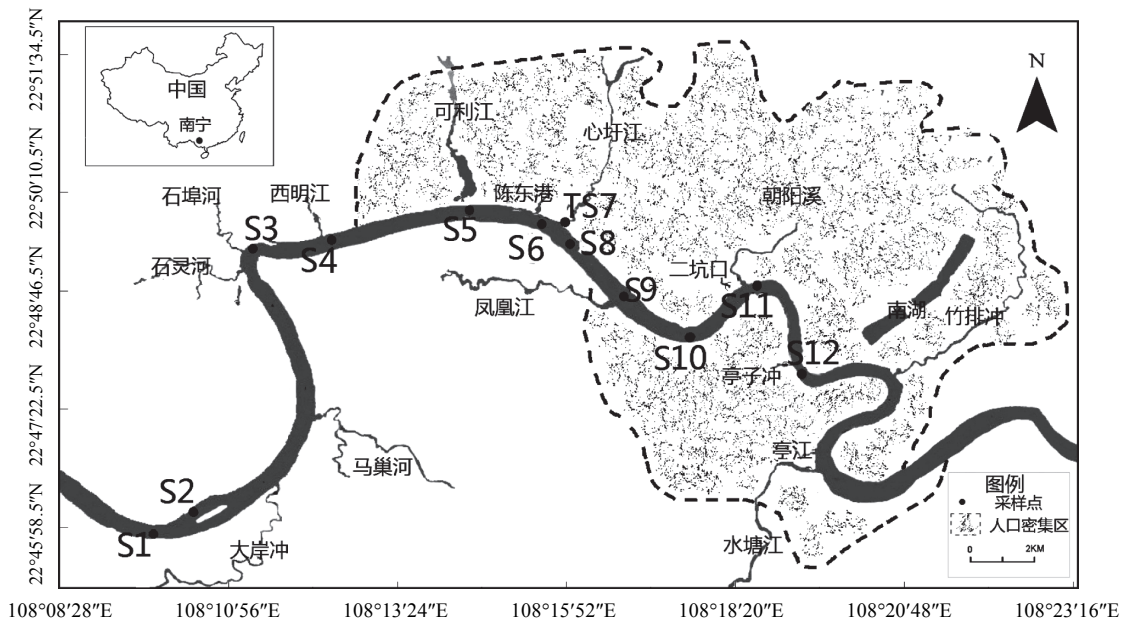 22°51′34.5″N
22°50′10.5″N
22°48′46.5″N
22°47′22.5″N
22°45′58.5″N
中国
南宁
N
可利江
心圩江
石埠河
西明江
陈东港
朝阳溪
TS7
S3
S4
S5
S6
S8
石灵河
二坑口
凤凰江
S9
S11
南湖
竹排冲
S10
S12
亭子冲
马巢河
亭江
S2
S1
大岸冲
水塘江
图例
采样点
人口密集区
0 2KM
108°08′28″E 108°10′56″E 108°13′24″E 108°15′52″E 108°18′20″E 108°20′48″E 108°23′16″E